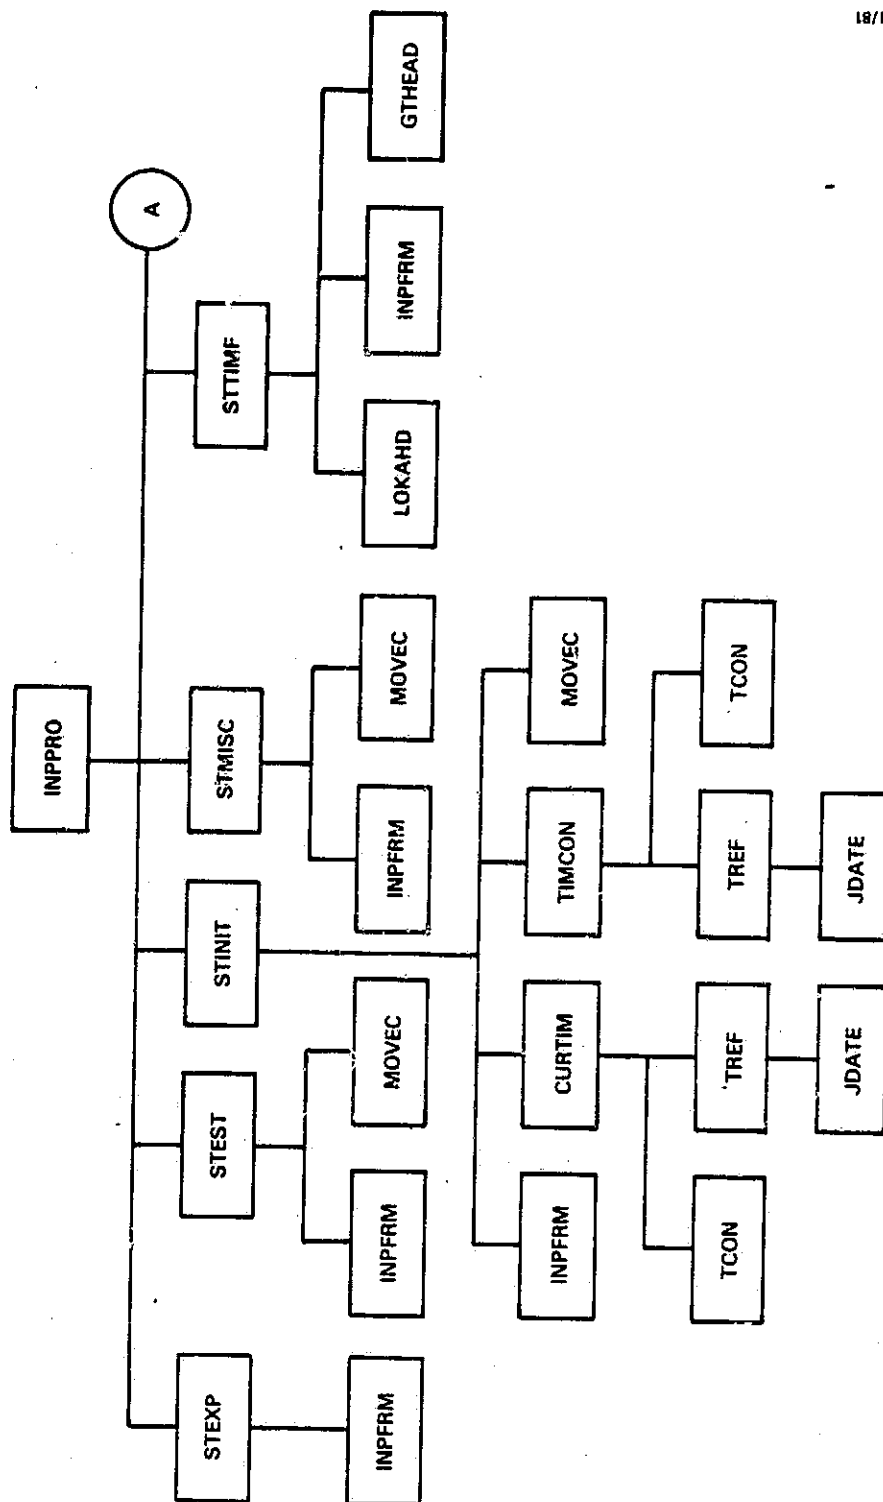 INPPRO
A
STEXP
STEST
STINIT
STMISC
STTIMF
INPFRM
INPFRM
MOVEC
INPFRM
MOVEC
LOKAHD
INPFRM
GTHEAD
INPFRM
CURTIM
TIMCON
MOVEC
TCON
TREF
TREF
TCON
JDATE
JDATE